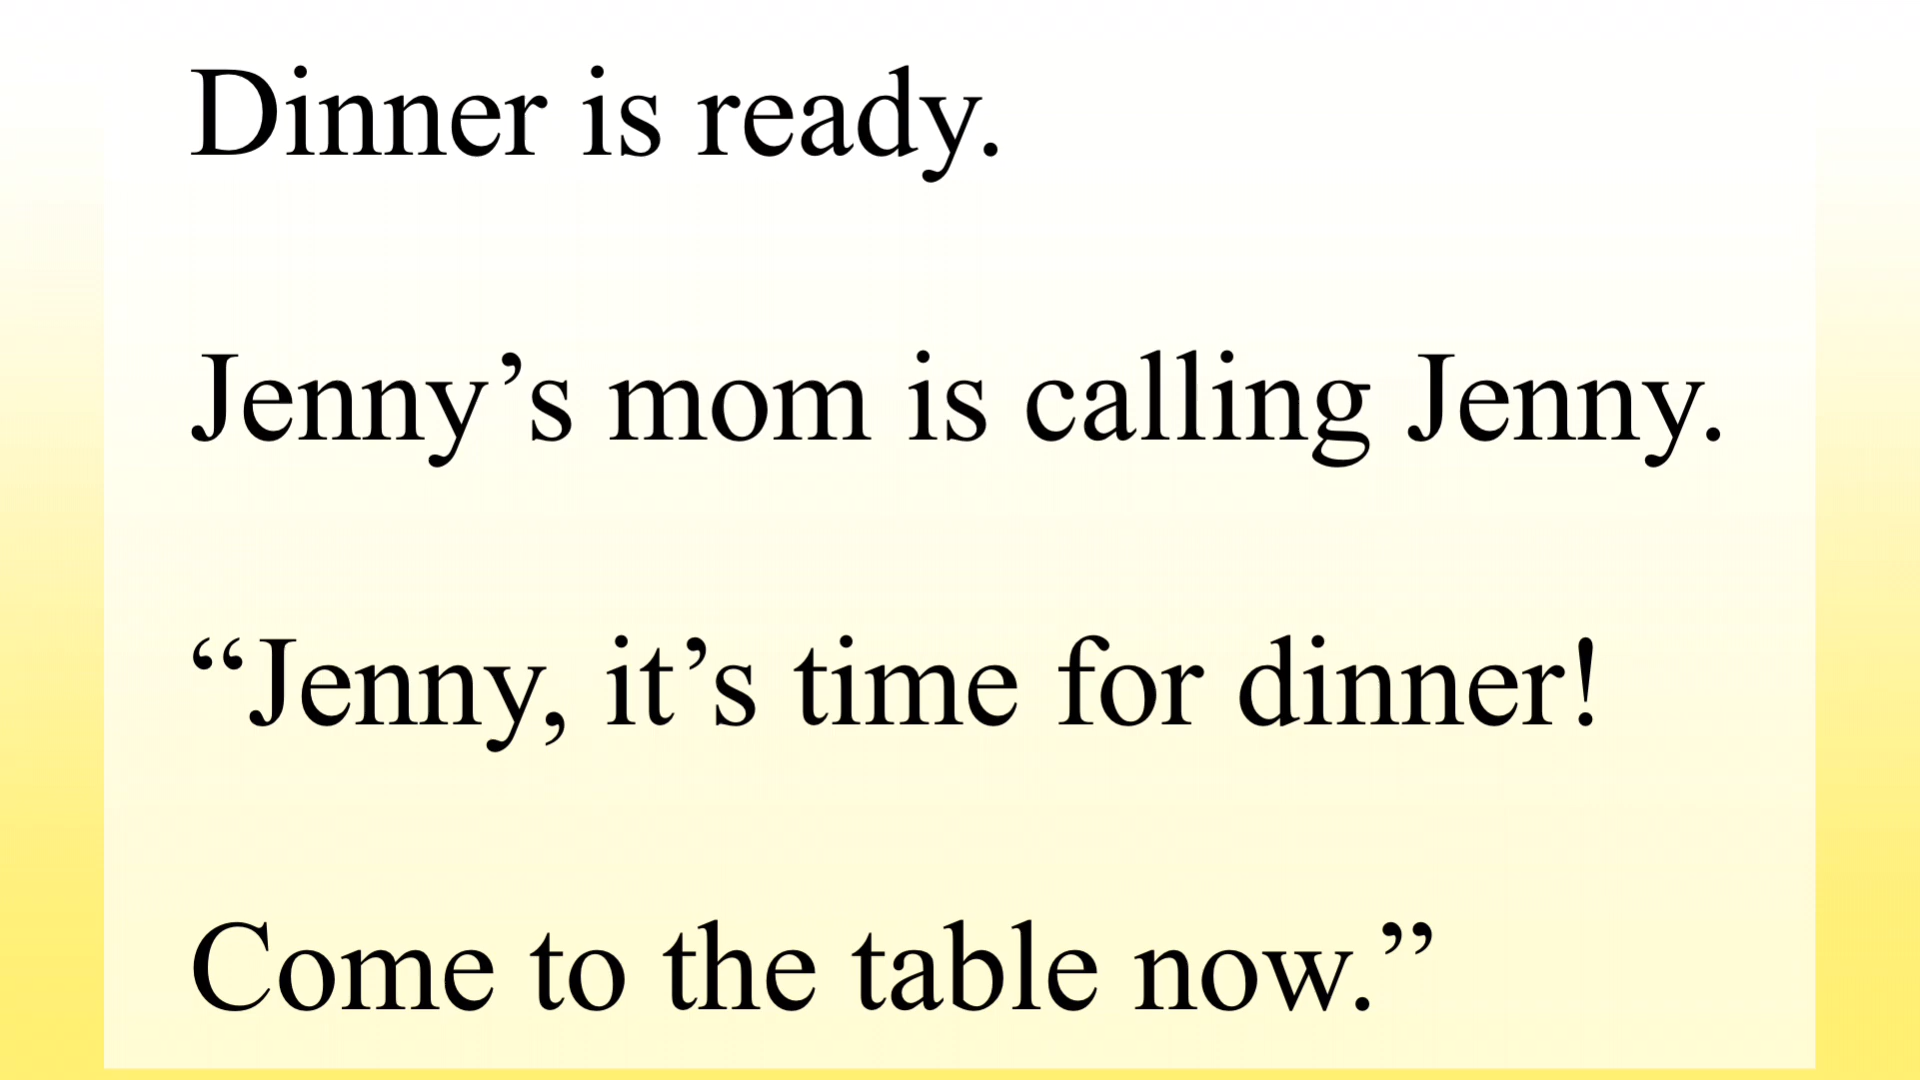 Dinner is ready.
Jenny’s mom is calling Jenny.
“Jenny, it’s time for dinner!
Come to the table now.”